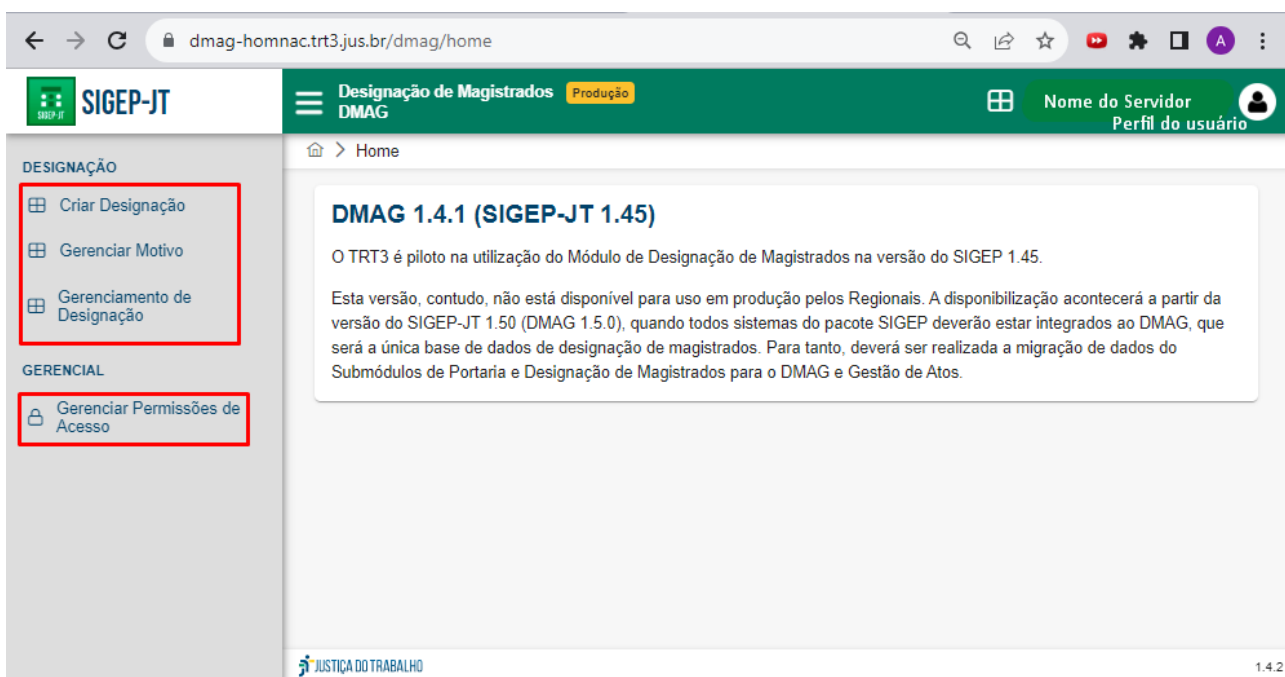 dmag-homnac.trt3.jus.br/dmag/home
A
SIGEP-JT
SIGEP-JT
Designação de Magistrados Produção
DMAG
Nome do Servidor
Perfil do usuário
Home
DESIGNAÇÃO
Criar Designação
Gerenciar Motivo
Gerenciamento de
Designação
GERENCIAL
Gerenciar Permissões de
Acesso
DMAG 1.4.1 (SIGEP-JT 1.45)
O TRT3 é piloto na utilização do Módulo de Designação de Magistrados na versão do SIGEP 1.45.
Esta versão, contudo, não está disponível para uso em produção pelos Regionais. A disponibilização acontecerá a partir da
versão do SIGEP-JT 1.50 (DMAG 1.5.0), quando todos sistemas do pacote SIGEP deverão estar integrados ao DMAG, que
será a única base de dados de designação de magistrados. Para tanto, deverá ser realizada a migração de dados do
Submódulos de Portaria e Designação de Magistrados para o DMAG e Gestão de Atos.
JUSTIÇA DO TRABALHO
1.4.2